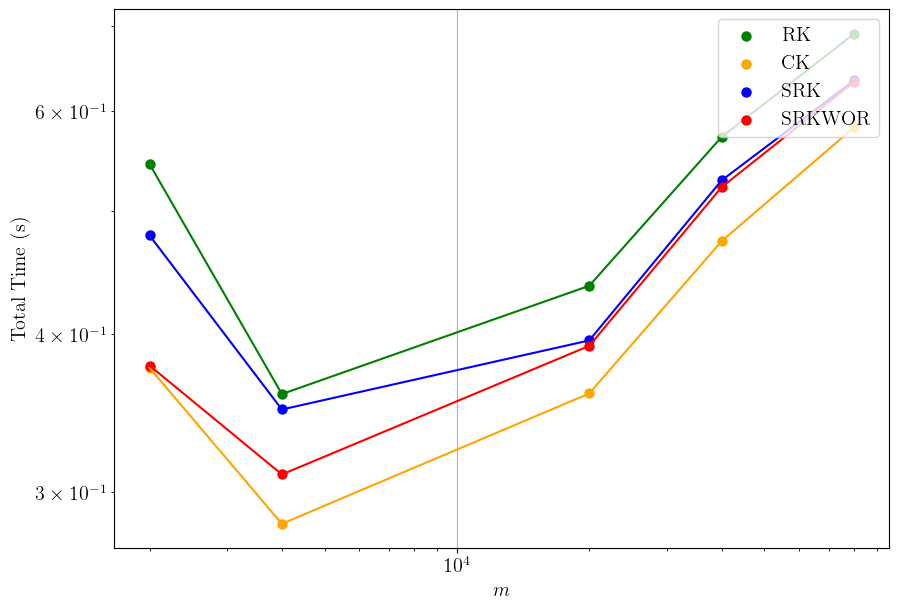 RK
CK
SRK
SRKWOR
6 × 10⁻¹
4 × 10⁻¹
3 × 10⁻¹
Total Time (s)
10⁴
m